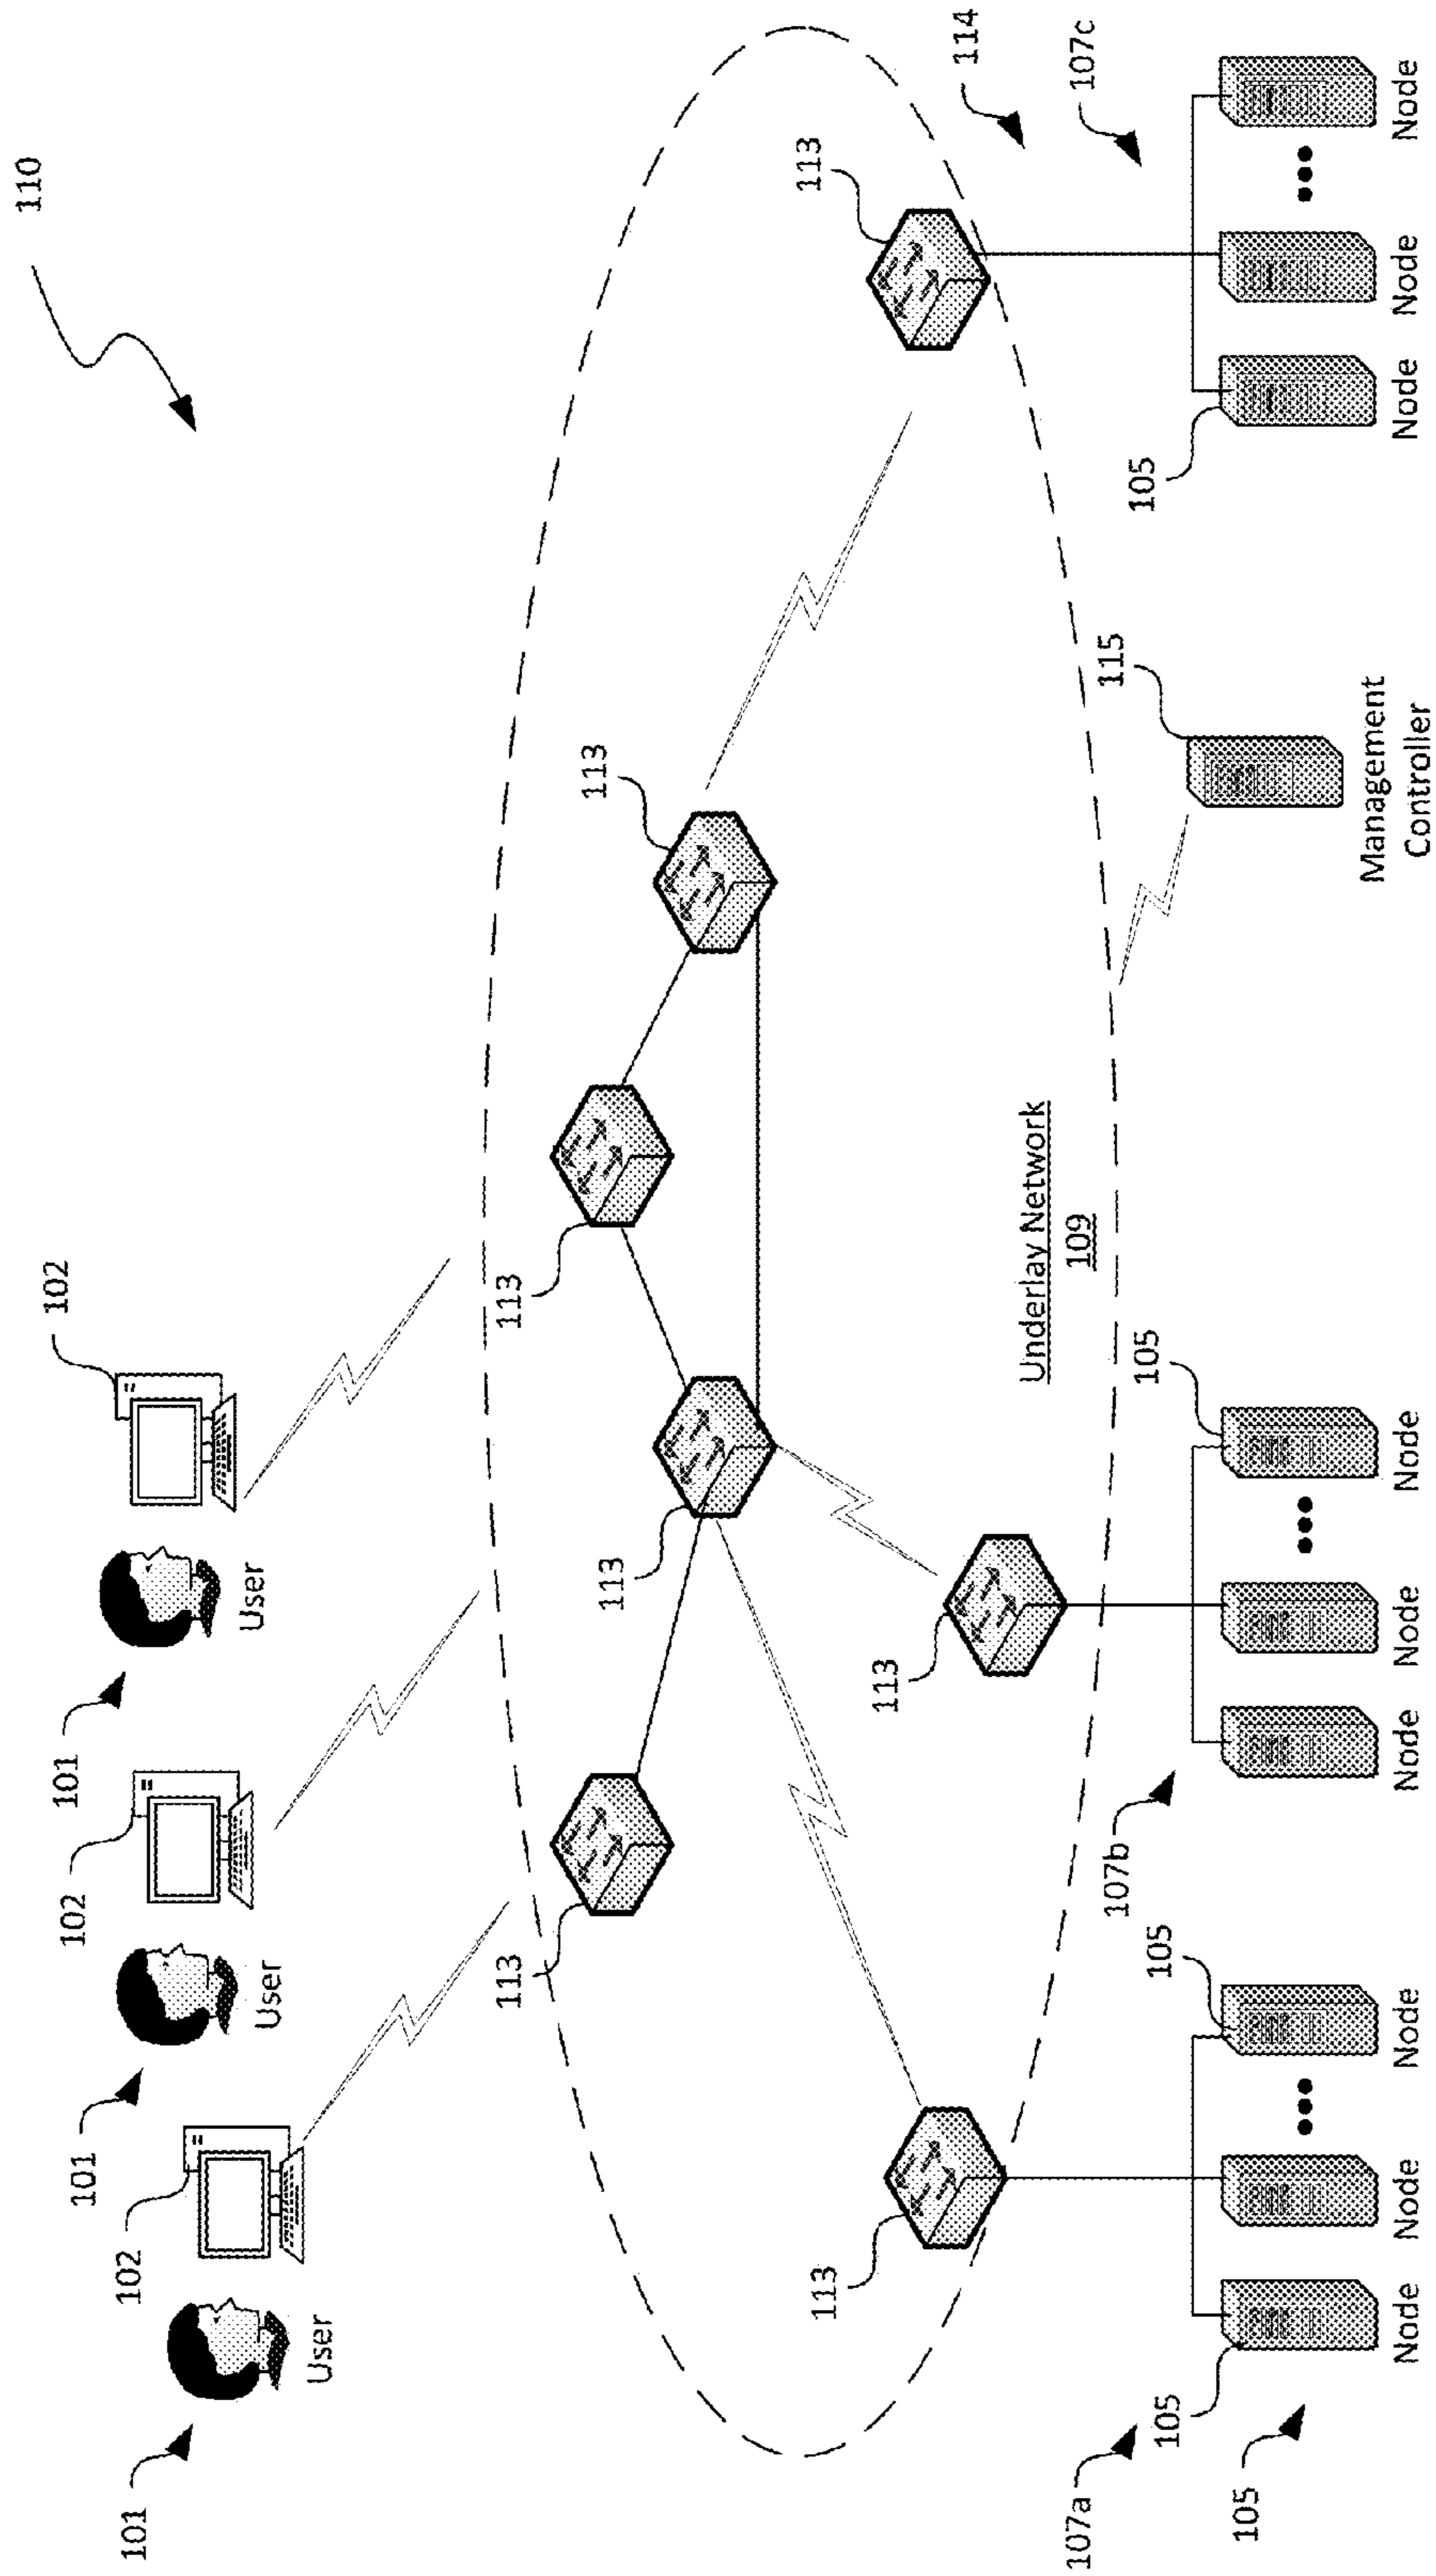 110
102
101
102
101
102
101
User
User
User
113
113
113
113
113
113
113
114
Underlay Network
109
107a
107c
115
107b
105
105
105
105
105
Node
Node
Node
Node
Node
Node
Management
Controller
Node
Node
Node